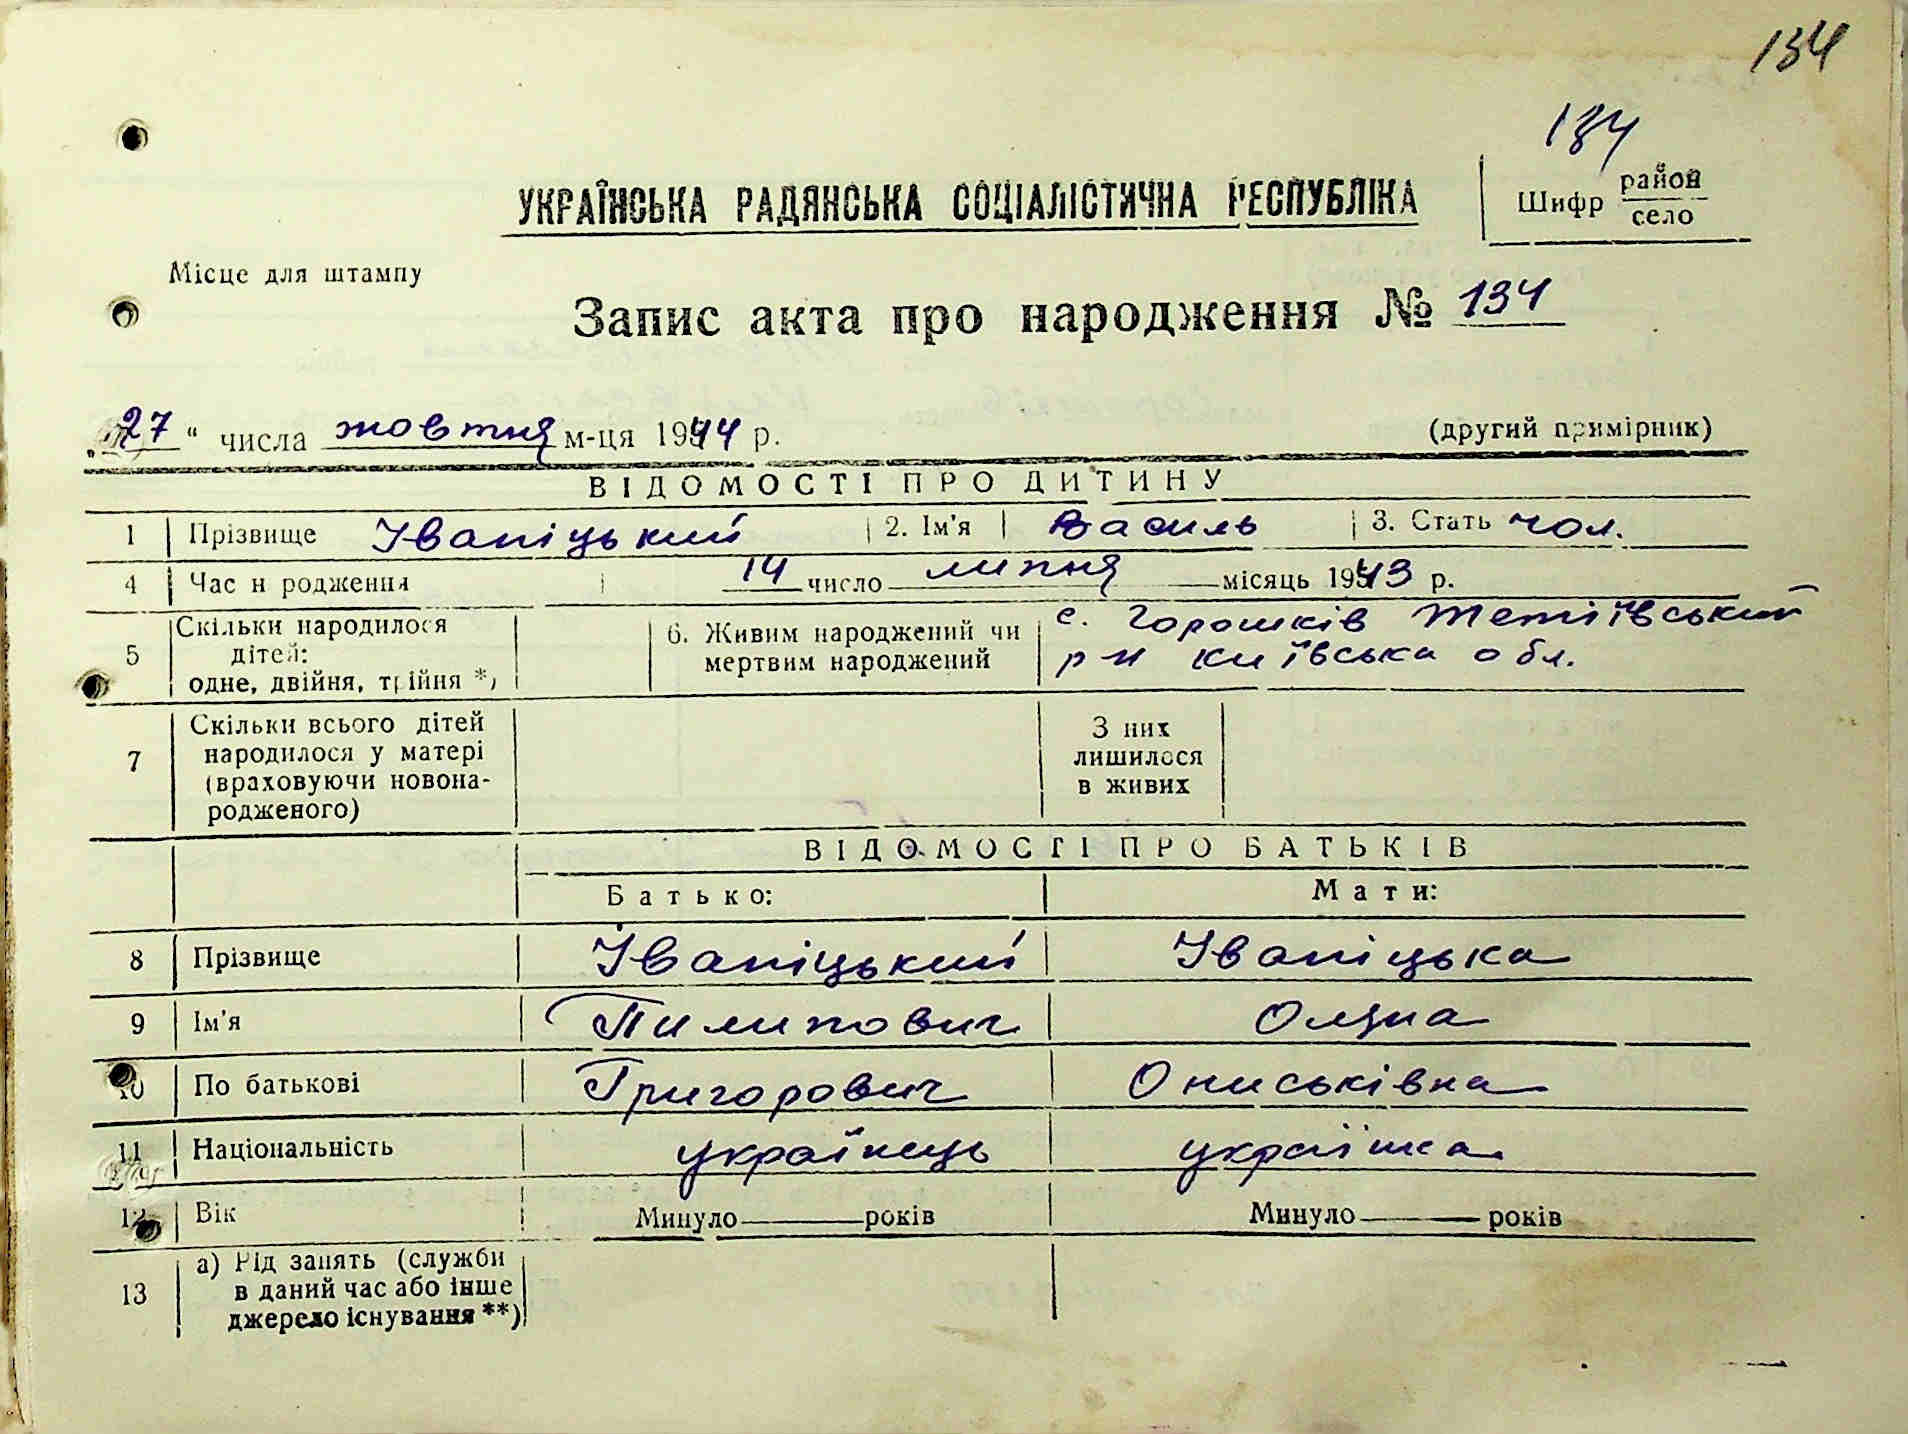 134
134
УКРАЇНСЬКА РАДЯНСЬКА СОЦІАЛІСТИЧНА РЕСПУБЛІКА
Шифр район
село
Місце для штампу
Запис акта про народження № 134
„27" числа жовтня м-ця 1944 р.
(другий примірник)
ВІДОМОСТІ ПРО ДИТИНУ
1 Прізвище Іваніцький 2. Ім'я Василь 3. Стать чол.
4 Час н родження 14 число липня місяць 1943 р.
5 Скільки народилося дітей: одне, двійня, трійня *)
6. Живим народжений чи мертвим народжений
с. Горошків Тетіївський
р-н Київська обл.
7 Скільки всього дітей народилося у матері (враховуючи новонародженого)
З них лишилося в живих
ВІДОМОСТІ ПРО БАТЬКІВ
Батько: Мати:
8 Прізвище Іваніцький Іваніцька
9 Ім'я Пилипович
10 По батькові Григорович Ониськівна
11 Національність українець українка
12 Вік Минуло років Минуло років
13 а) Рід занять (служби
в даний час або інше
джерело існування **)